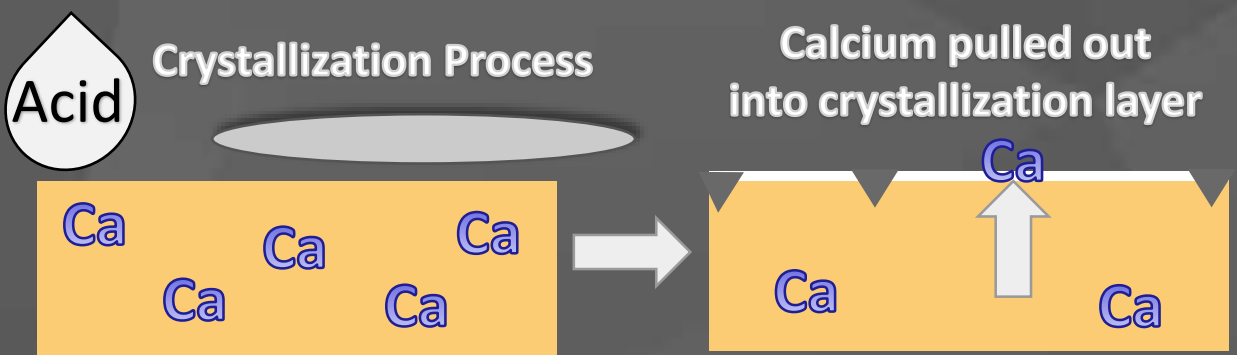 Acid
Crystallization Process
Calcium pulled out
into crystallization layer
Ca
Ca
Ca
Ca
Ca
Ca
Ca
Ca